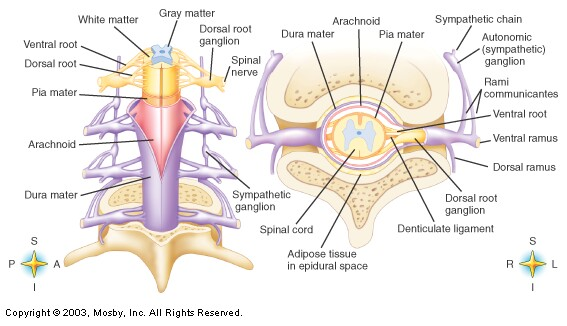 White matter
Gray matter
Dorsal root
ganglion
Ventral root
Dorsal root
Spinal
nerve
Pia mater
Arachnoid
Dura mater
Sympathetic
ganglion
S
P
A
I
Arachnoid
Dura mater
Pia mater
Sympathetic chain
Autonomic
(sympathetic)
ganglion
Rami
communicantes
Ventral root
Ventral ramus
Dorsal ramus
Dorsal root
ganglion
Denticulate ligament
Spinal cord
Adipose tissue
in epidural space
S
R
L
I
Copyright © 2003, Mosby, Inc. All Rights Reserved.